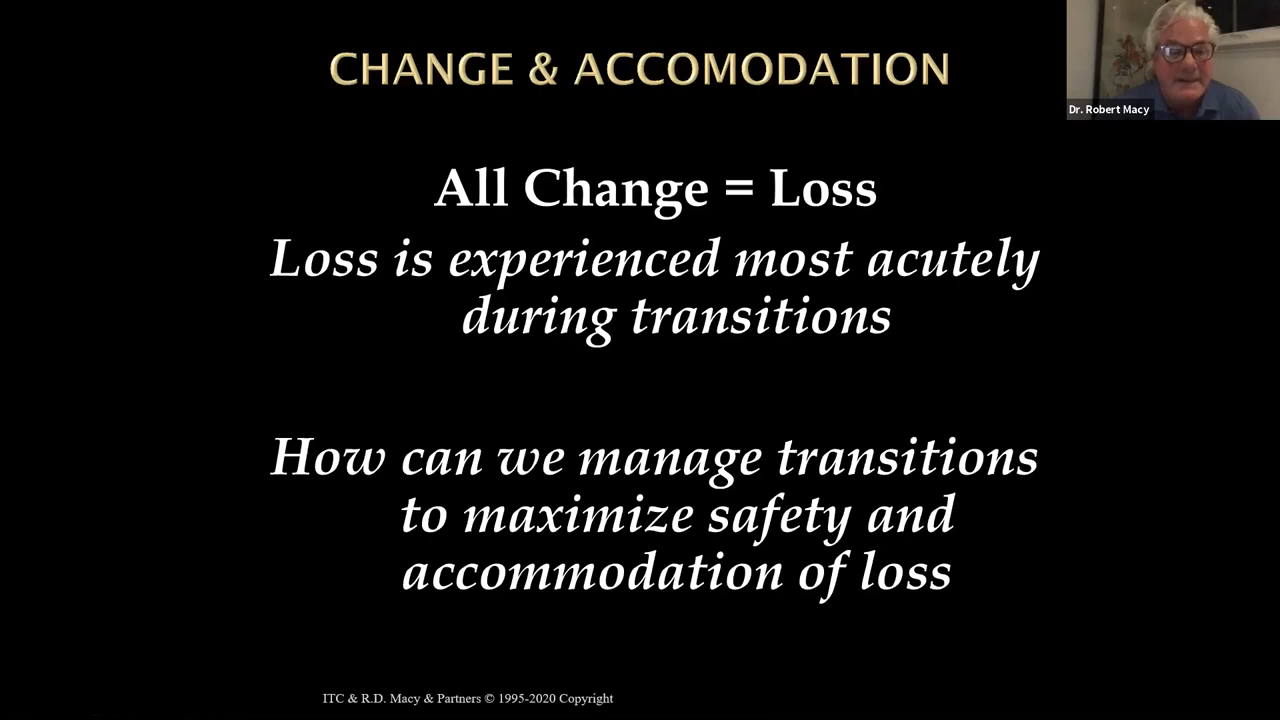 CHANGE & ACCOMODATION
Dr. Robert Macy
All Change = Loss
Loss is experienced most acutely
during transitions
How can we manage transitions
to maximize safety and
accommodation of loss
ITC & R.D. Macy & Partners © 1995-2020 Copyright